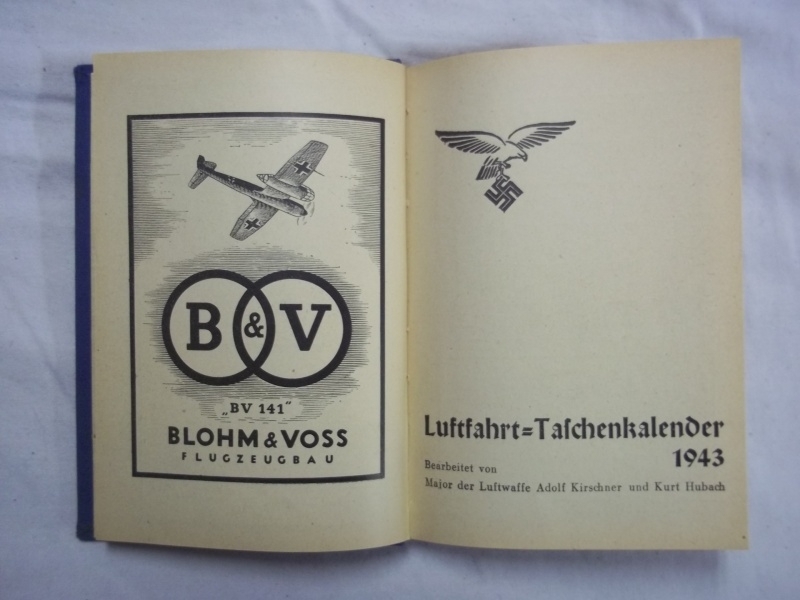 B & V
„BV 141"
BLOHM & VOSS
FLUGZEUGBAU
Luftfahrt=Taſchenkalender
1943
Bearbeitet von
Major der Luftwaffe Adolf Kirschner und Kurt Hubach